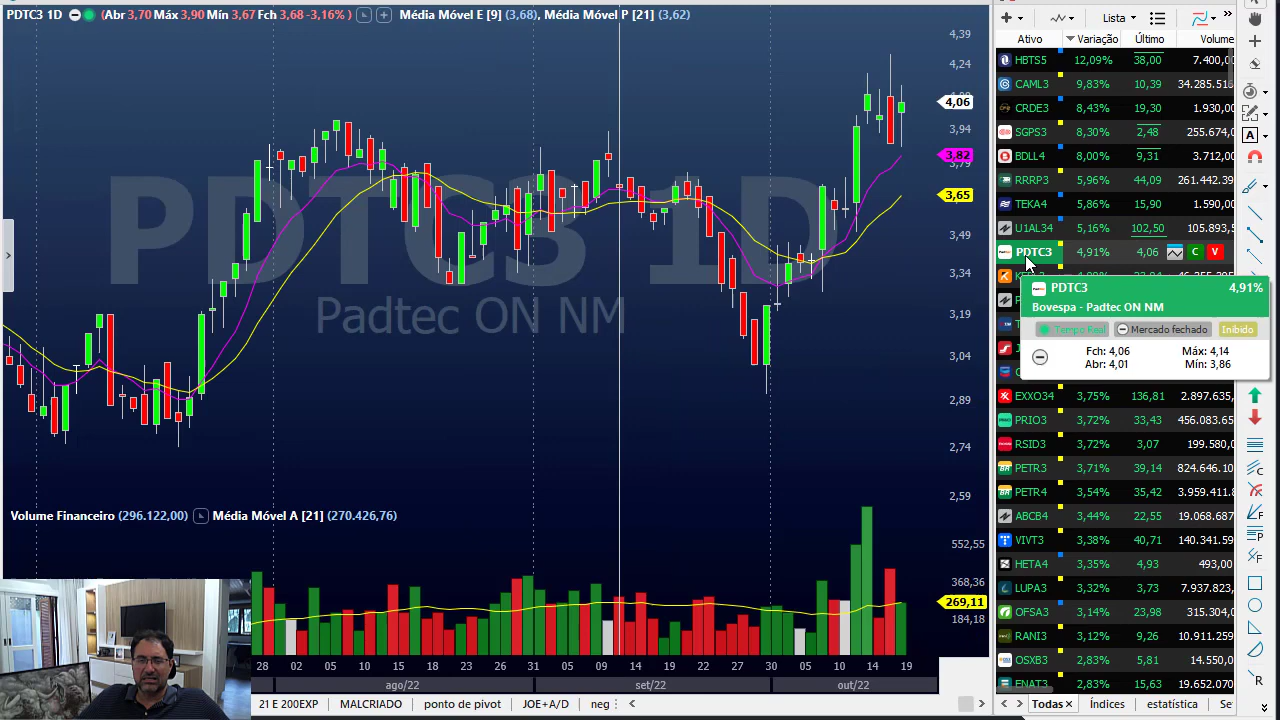 PDTC3 1D (Abr 3,70 Máx 3,90 Mín 3,67 Fch 3,68 -3,16% ) Média Móvel E [9] (3,68), Média Móvel P [21] (3,62)
4,39
4,24
4,06
3,94
3,82
3,79
3,65
3,49
3,34
3,19
3,04
2,89
2,74
2,59
PDTC3 1D
Padtec ON NM
Volume Financeiro (296.122,00) Média Móvel A [21] (270.426,76)
552,55
368,36
269,11
184,18
28 02 05 10 15 18 23 26 31 05 09 14 19 22 27 30 05 10 14 19
ago/22 set/22 out/22
21 E 200EXP MALCRIADO ponto de pivot JOE+A/D neg
Lista
Ativo Variação Último Volume
HBTS5 12,09% 38,00 7.400,0
CAML3 9,83% 10,39 34.285.51
CRDE3 8,43% 19,30 1.930,0
SGPS3 8,30% 2,48 255.674,
BDLL4 8,00% 9,31 3.712,0
RRRP3 5,96% 44,09 261.442.39
TEKA4 5,86% 15,90 1.590,0
U1AL34 5,16% 102,50 105.893,5
PDTC3 4,91% 4,06 C V
PDTC3 4,91%
Bovespa - Padtec ON NM
Tempo Real Mercado fechado Inibido
Fch: 4,06 Máx: 4,14
Abr: 4,01 Mín: 3,86
EXXO34 3,75% 136,81 2.897.635,
PRIO3 3,72% 33,43 456.083.65
RSID3 3,72% 3,07 199.580,0
PETR3 3,71% 39,14 824.646.10
PETR4 3,54% 35,42 3.959.411.8
ABCB4 3,44% 22,55 19.068.687
VIVT3 3,38% 40,71 140.341.59
HETA4 3,35% 4,93 493,00
LUPA3 3,32% 3,73 7.937.823,
OFSA3 3,14% 23,98 315.304,0
RANI3 3,12% 9,26 10.911.259
OSXB3 2,83% 5,81 14.550,0
ENAT3 2,83% 15,63 19.652.070
Todas Índices estatística Se